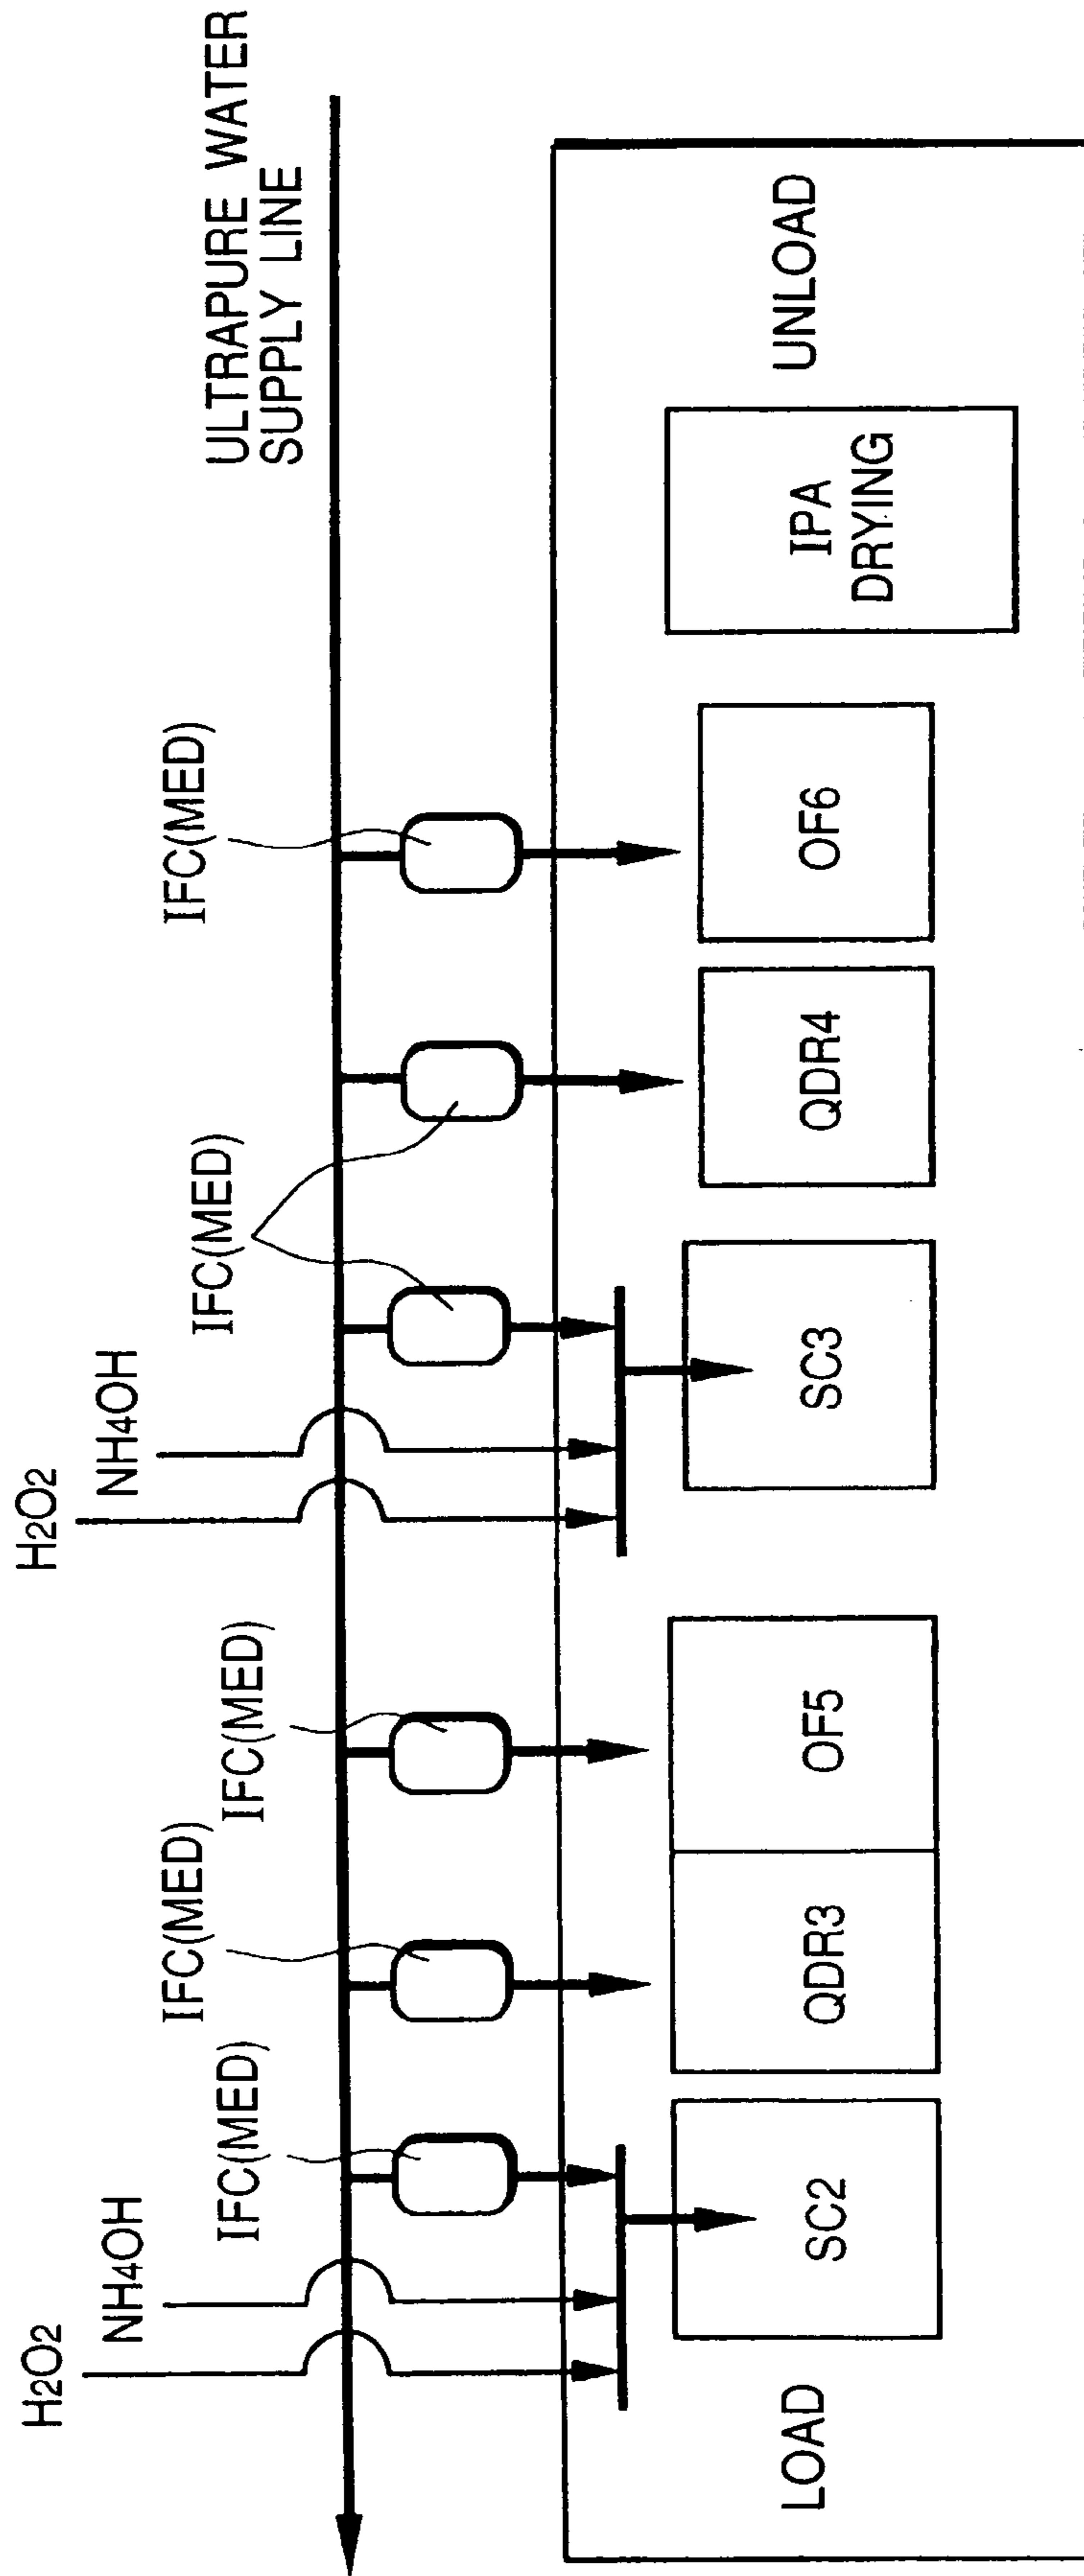 ULTRAPURE WATER
SUPPLY LINE
H2O2
NH4OH
IFC(MED)
IFC(MED)
IFC(MED)
H2O2
NH4OH
IFC(MED)
IFC(MED)
LOAD
SC2
QDR3
OF5
SC3
QDR4
OF6
IPA
DRYING
UNLOAD